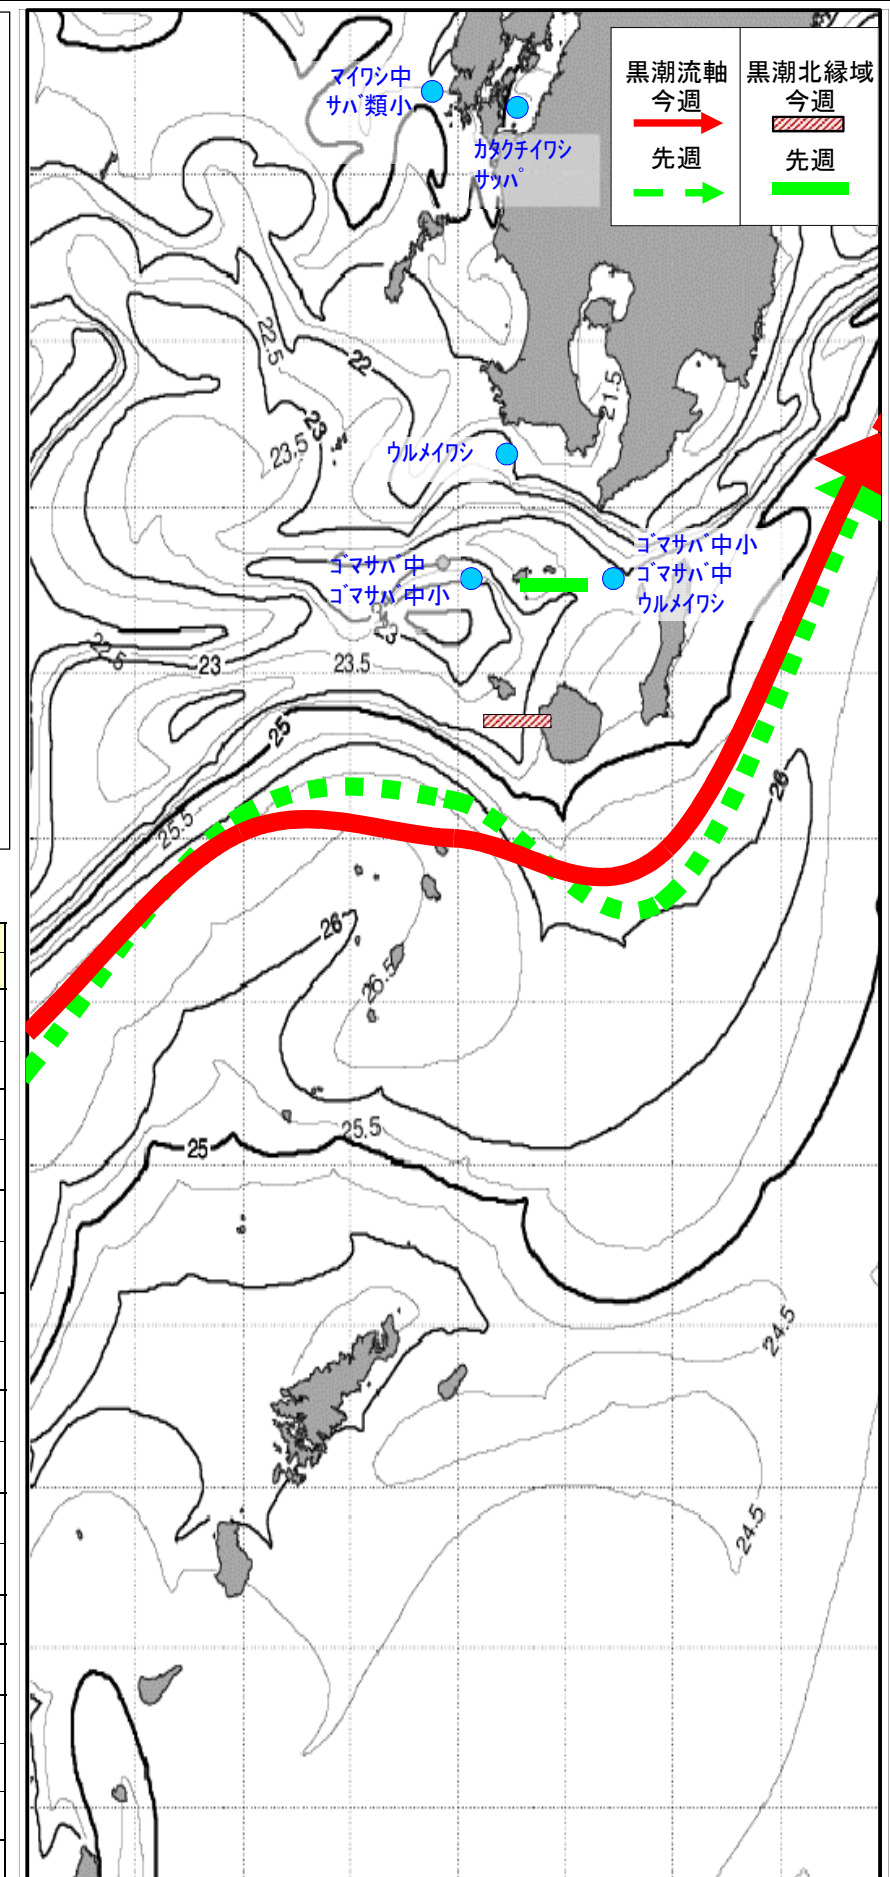 黒潮流軸
今週
先週
黒潮北縁域
今週
先週
マイワシ中
サバ類小
カタクチイワシ
サッパ
22.5
22
23
23.5
21.5
ウルメイワシ
ゴマサバ中
ゴマサバ中小
ゴマサバ中小
ゴマサバ中
ウルメイワシ
23
23.5
25
25.5
26
26
26.5
25.5
25
24.5
24.5